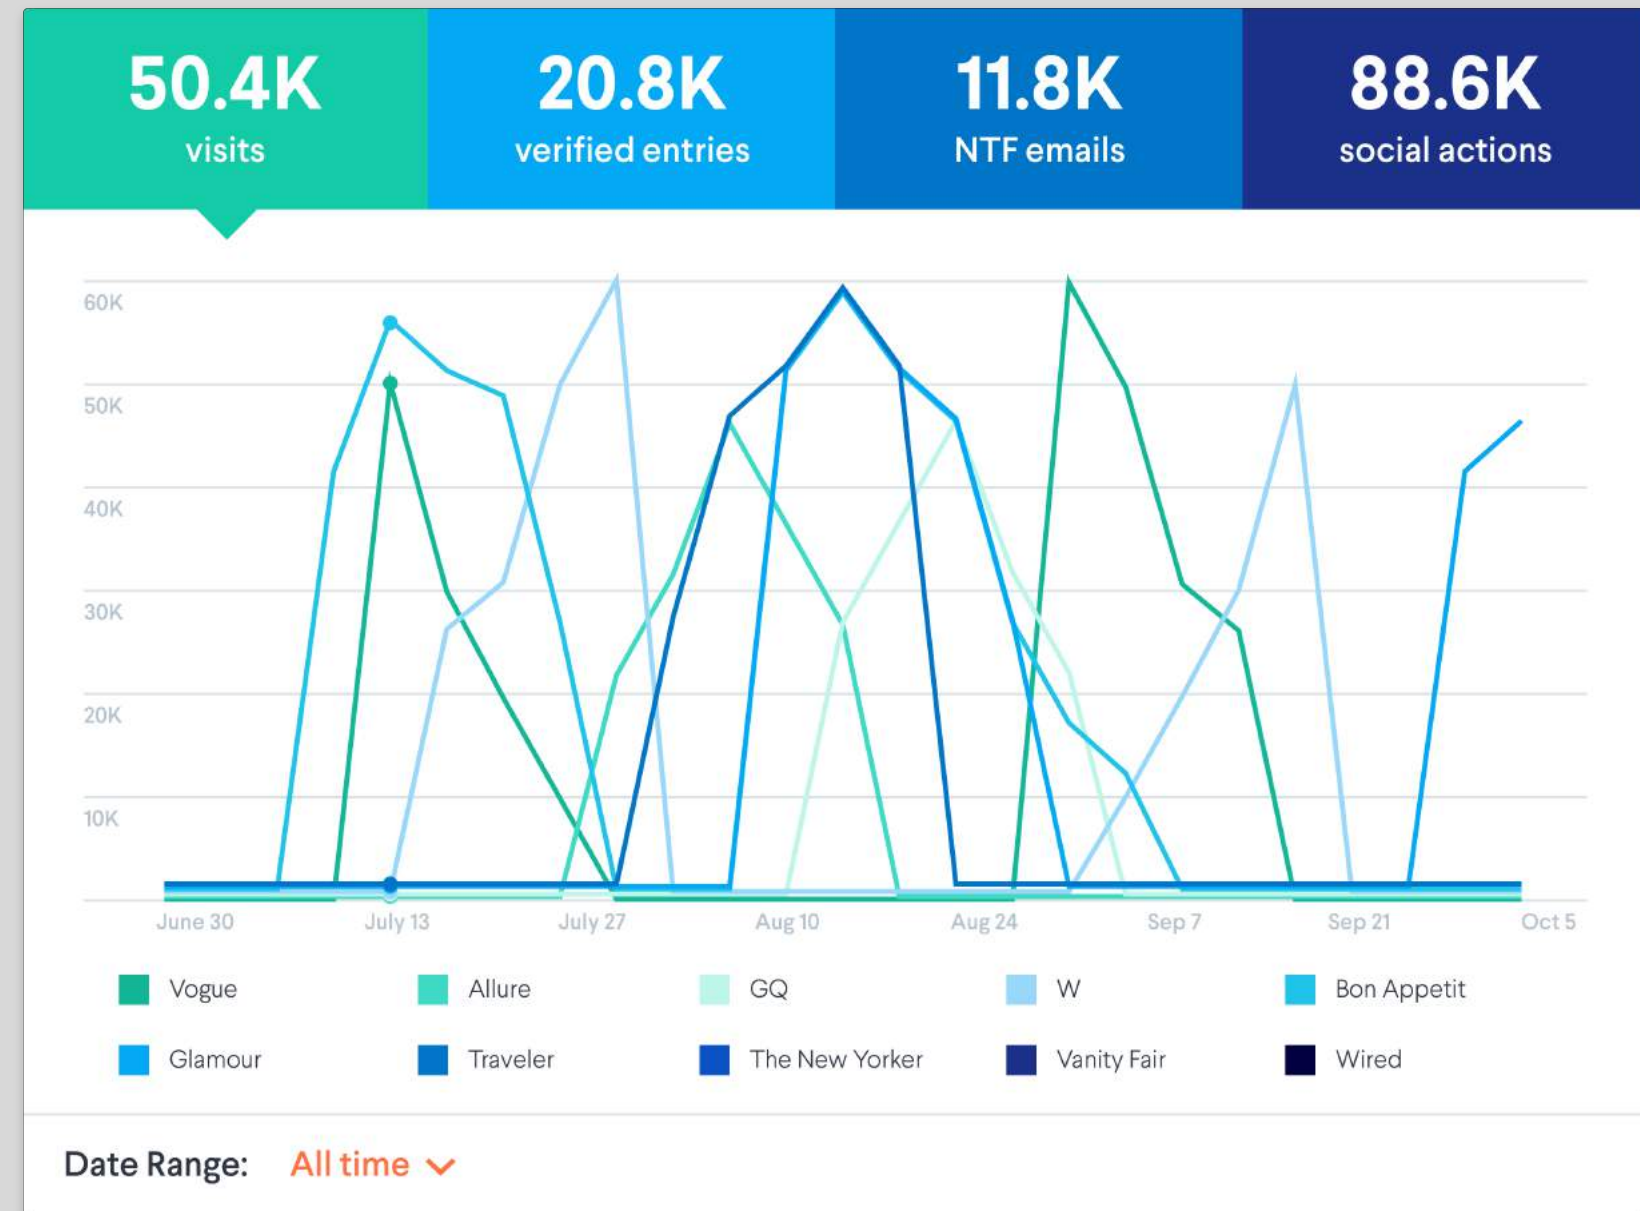 50.4K
visits
20.8K
verified entries
11.8K
NTF emails
88.6K
social actions
60K
50K
40K
30K
20K
10K
June 30 July 13 July 27 Aug 10 Aug 24 Sep 7 Sep 21 Oct 5
Vogue Allure GQ W Bon Appetit
Glamour Traveler The New Yorker Vanity Fair Wired
Date Range: All time